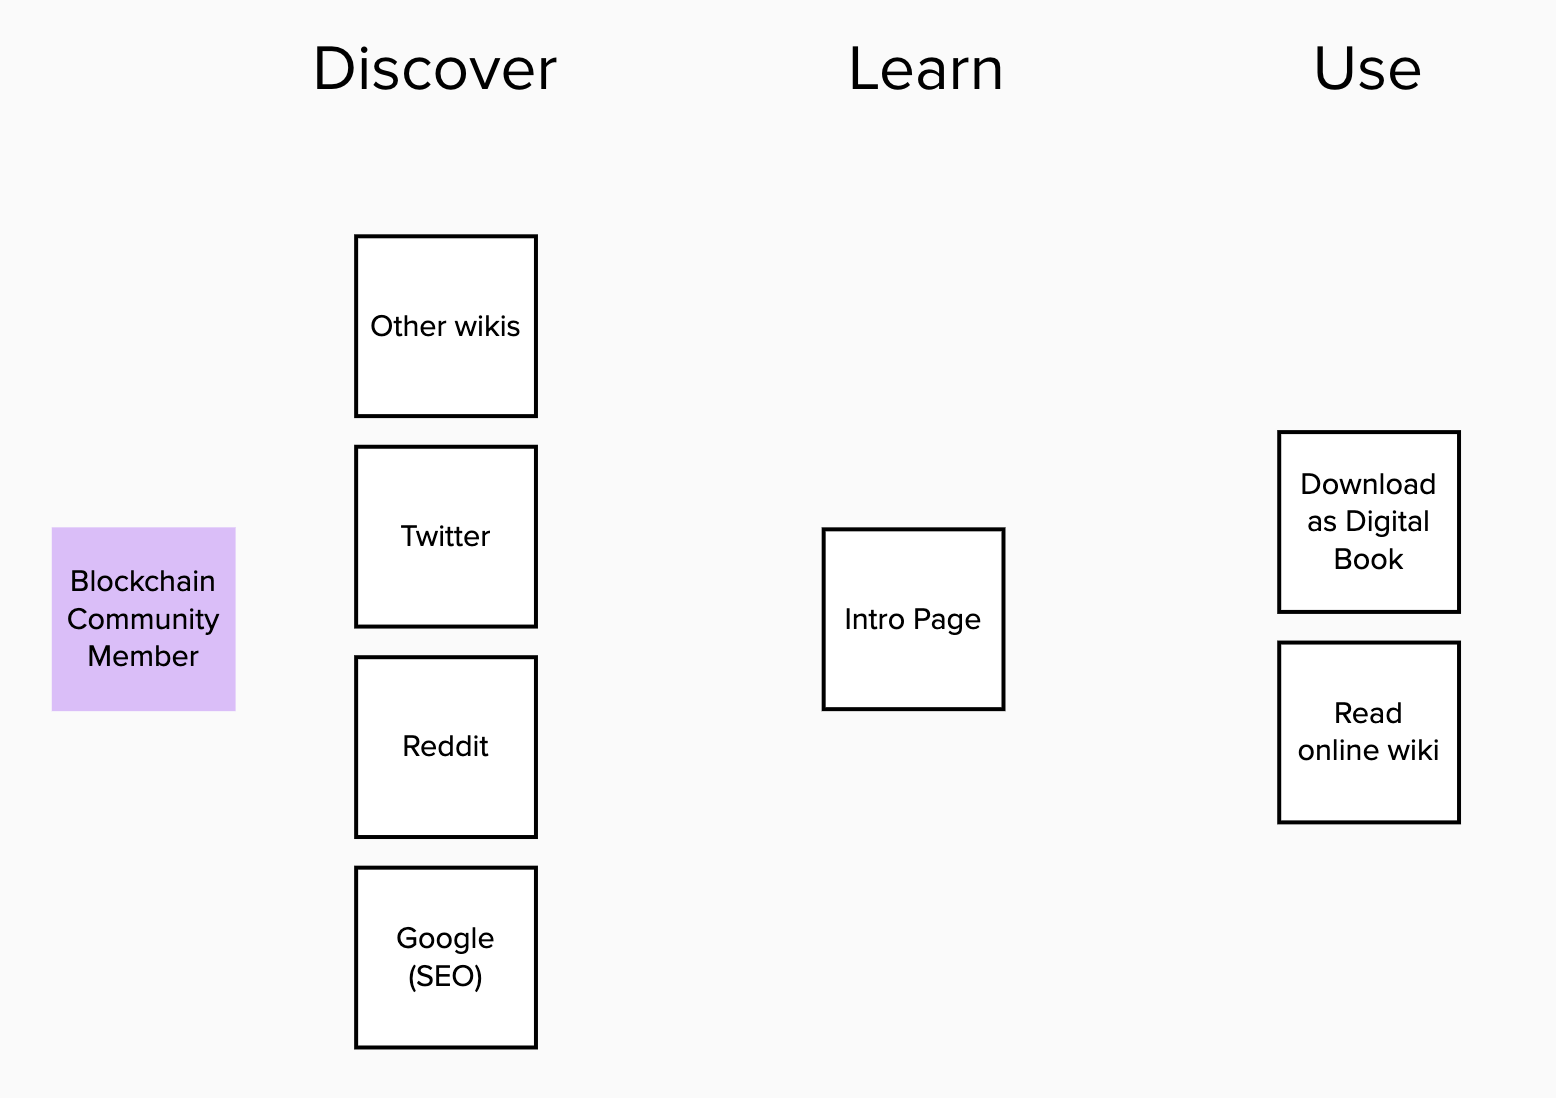 Discover
Learn
Use
Blockchain
Community
Member
Other wikis
Twitter
Reddit
Google
(SEO)
Intro Page
Download
as Digital
Book
Read
online wiki